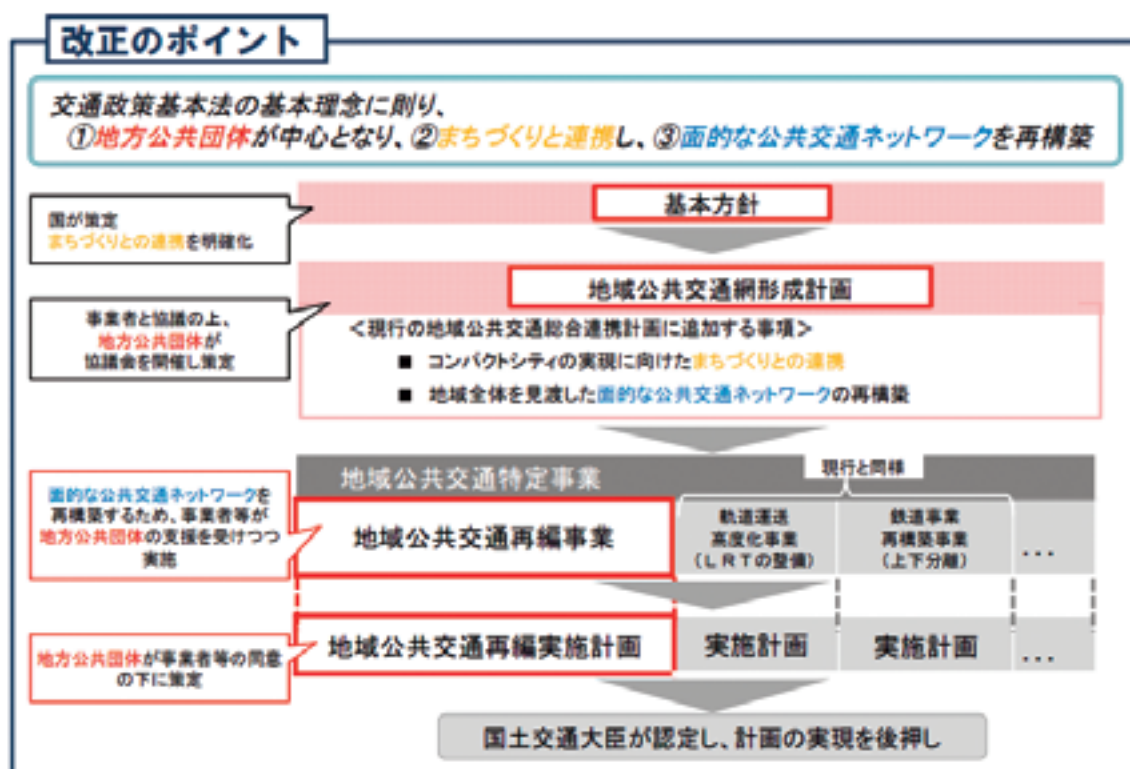 改正のポイント
交通政策基本法の基本理念に則り、
①地方公共団体が中心となり、②まちづくりと連携し、③面的な公共交通ネットワークを再構築
国が策定
まちづくりとの連携を明確化
基本方針
事業者と協議の上、
地方公共団体が
協議会を開催し策定
地域公共交通網形成計画
<現行の地域公共交通総合連携計画に追加する事項>
■ コンパクトシティの実現に向けたまちづくりとの連携
■ 地域全体を見渡した面的な公共交通ネットワークの再構築
地域公共交通特定事業
現行と同様
面的な公共交通ネットワークを
再構築するため、事業者等が
地方公共団体の支援を受けつつ
実施
地域公共交通再編事業
軌道運送
高度化事業
(LRTの整備)
鉄道事業
再構築事業
(上下分離)
...
地方公共団体が事業者等の同意
の下に策定
地域公共交通再編実施計画
実施計画
実施計画
...
国土交通大臣が認定し、計画の実現を後押し